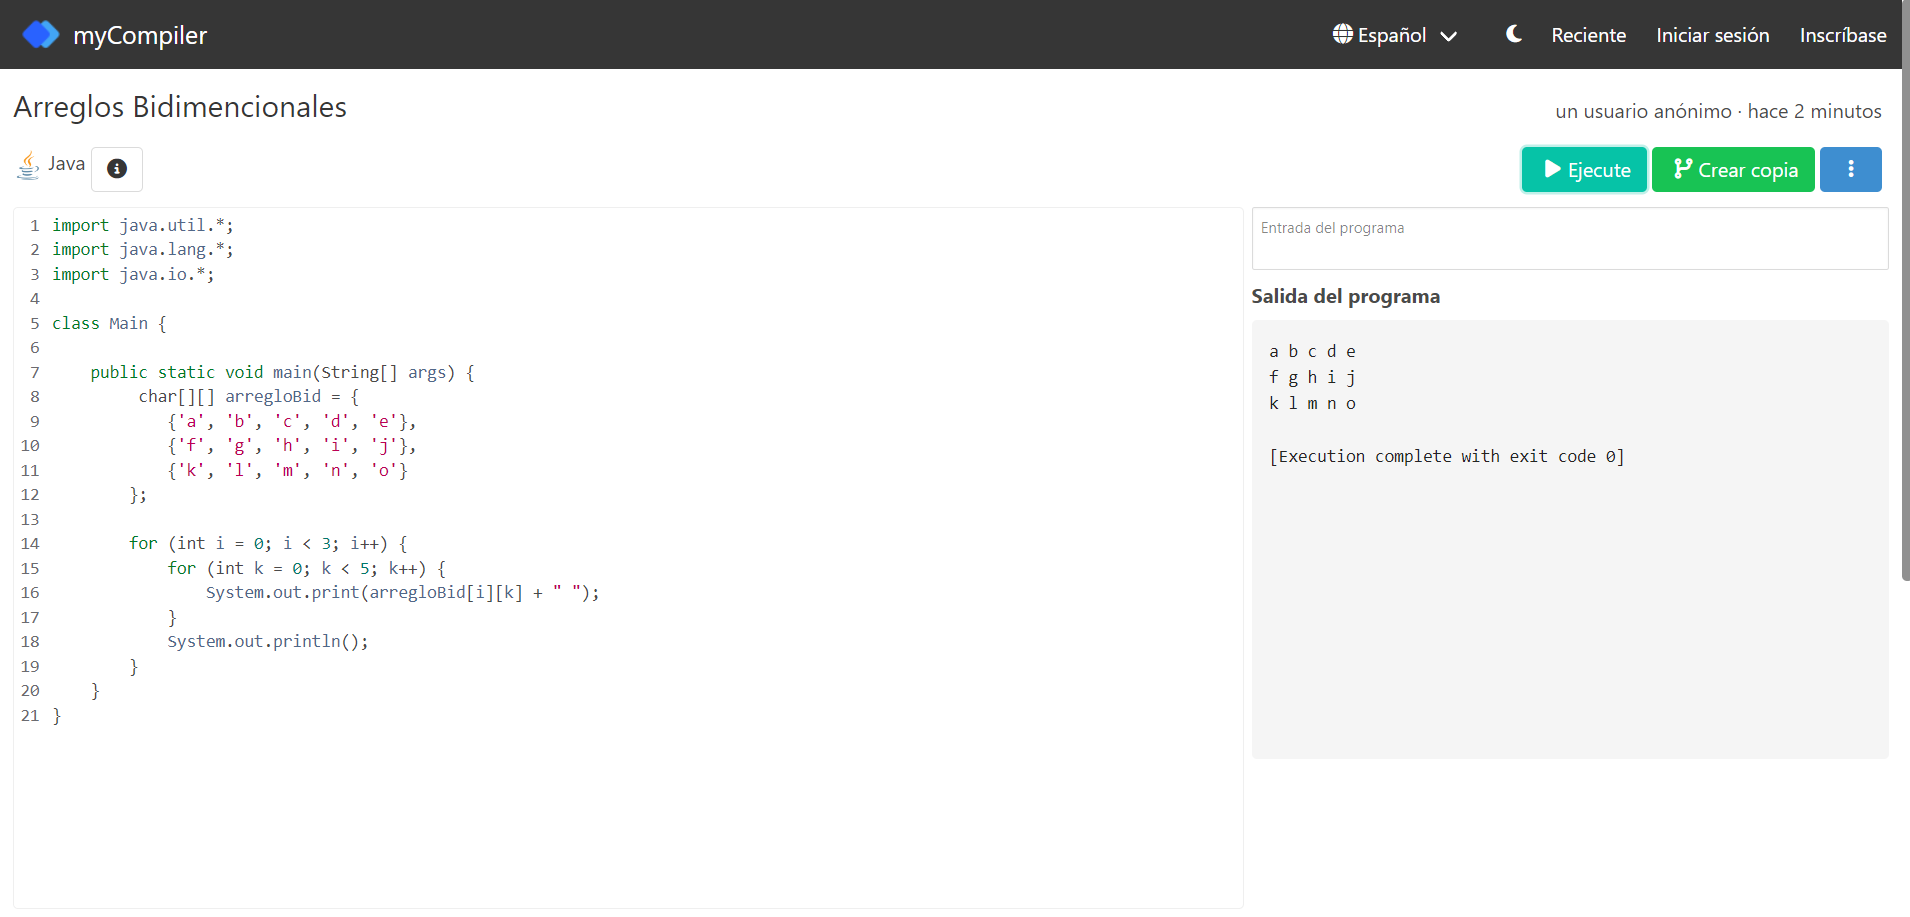 myCompiler
Español
Reciente
Iniciar sesión
Inscríbase
Arreglos Bidimencionales
un usuario anónimo · hace 2 minutos
Java
Ejecute
Crear copia
1 import java.util.*;
2 import java.lang.*;
3 import java.io.*;
4
5 class Main {
6
7     public static void main(String[] args) {
8          char[][] arregloBid = {
9             {'a', 'b', 'c', 'd', 'e'},
10             {'f', 'g', 'h', 'i', 'j'},
11             {'k', 'l', 'm', 'n', 'o'}
12         };
13
14         for (int i = 0; i < 3; i++) {
15             for (int k = 0; k < 5; k++) {
16                 System.out.print(arregloBid[i][k] + " ");
17             }
18             System.out.println();
19         }
20     }
21 }
Entrada del programa
Salida del programa
a b c d e
f g h i j
k l m n o
[Execution complete with exit code 0]